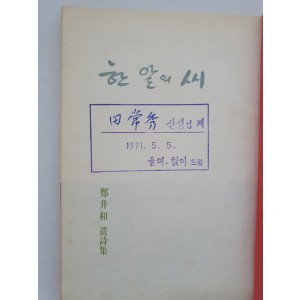 한 알의 씨
田常秀 선생님께
1971. 5. 5.
드림
鄭井和 遺詩集